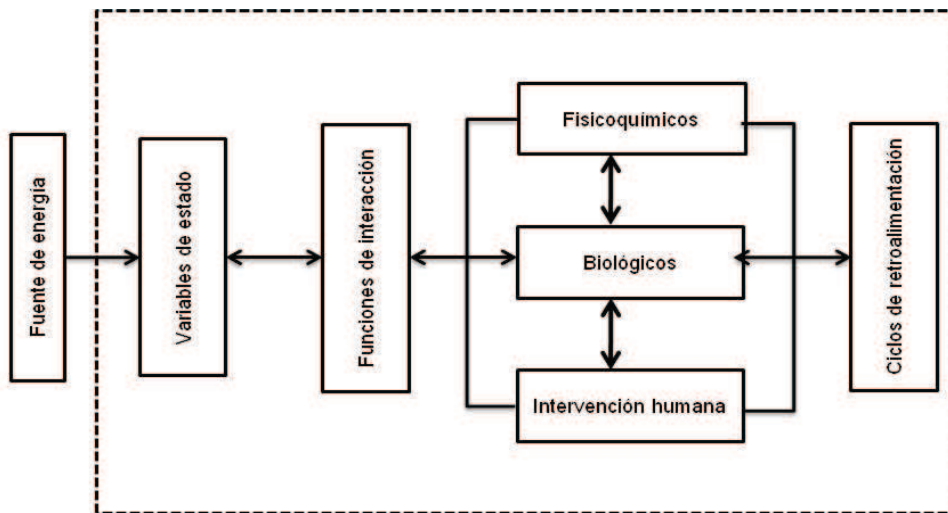 Fuente de energía
Variables de estado
Funciones de interacción
Fisicoquímicos
Biológicos
Intervención humana
Ciclos de retroalimentación